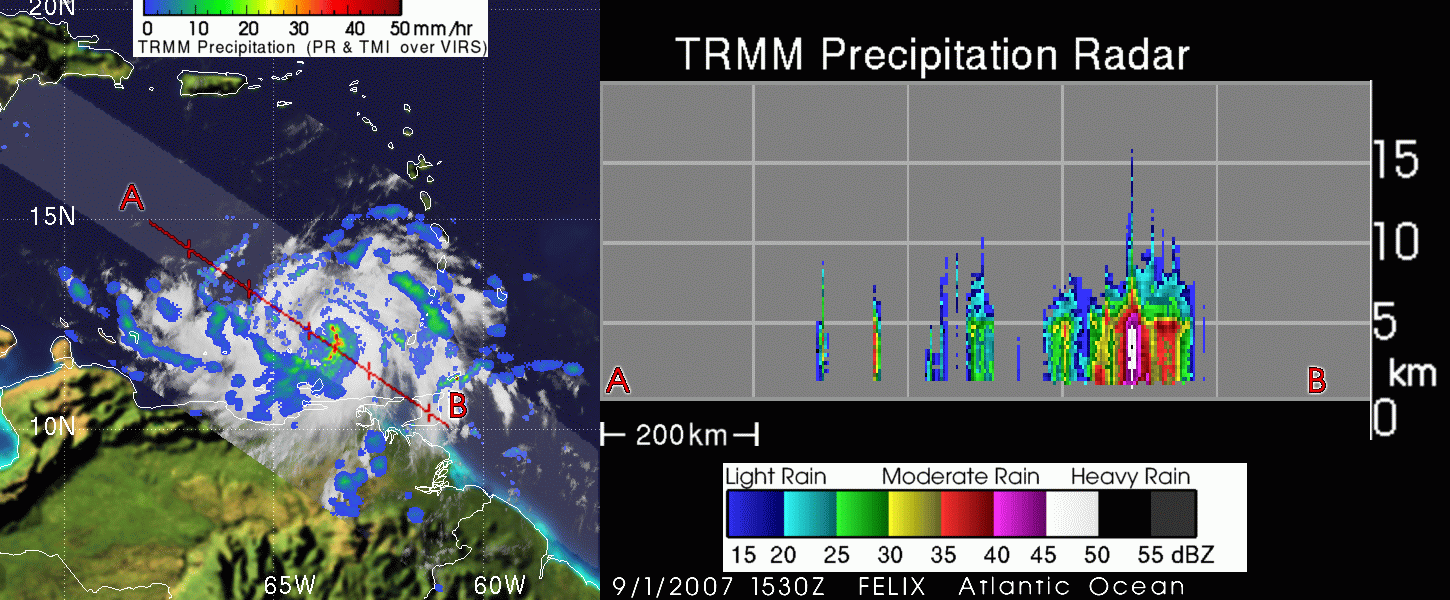 20N
0 10 20 30 40 50 mm/hr
TRMM Precipitation (PR & TMI over VIRS)
A
15N
B
10N
65W 60W
TRMM Precipitation Radar
15
10
5
km
0
A B
200km
Light Rain Moderate Rain Heavy Rain
15 20 25 30 35 40 45 50 55 dBZ
9/1/2007 1530Z FELIX Atlantic Ocean